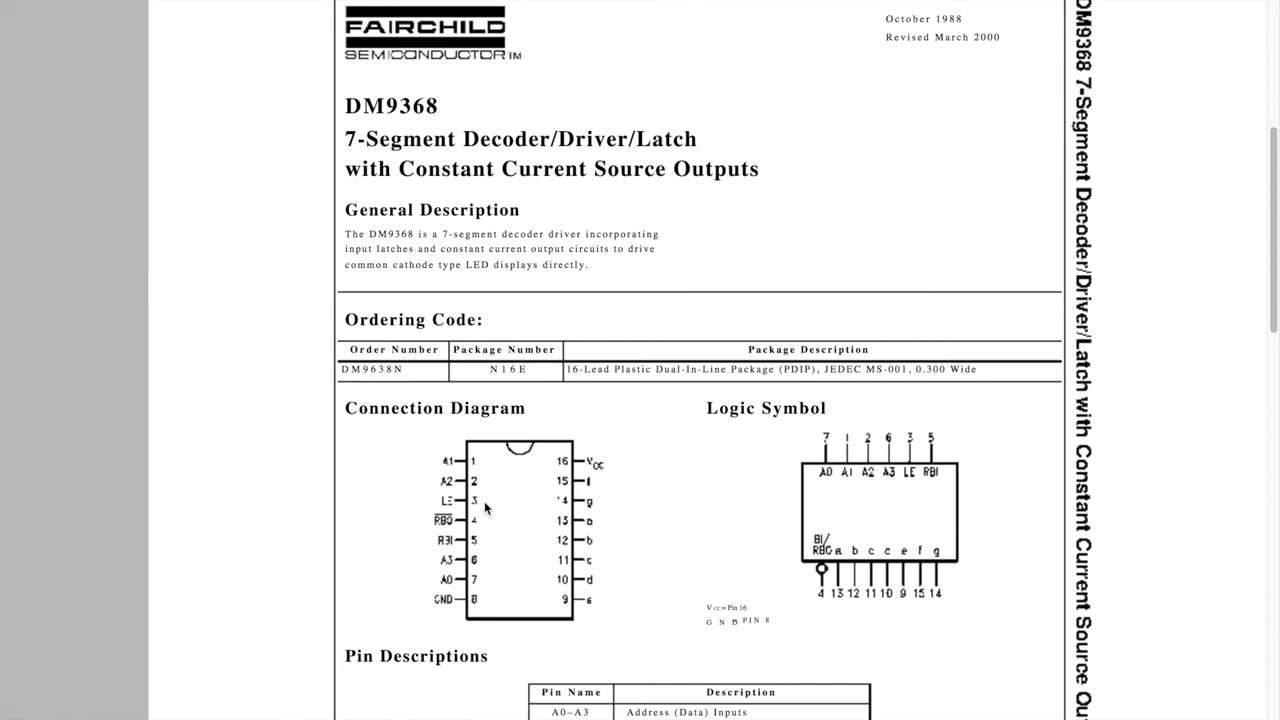 FAIRCHILD
SEMICONDUCTOR™
October 1988
Revised March 2000
DM9368
7-Segment Decoder/Driver/Latch
with Constant Current Source Outputs
General Description
The DM9368 is a 7-segment decoder driver incorporating
input latches and constant current output circuits to drive
common cathode type LED displays directly.
Ordering Code:
Order Number Package Number Package Description
DM9638N N16E 16-Lead Plastic Dual-In-Line Package (PDIP), JEDEC MS-001, 0.300 Wide
Connection Diagram
Logic Symbol
A1 1 16 VCC
A2 2 15 f
LE 3 14 g
RBO 4 13
RBI 5 12 b
A3 6 11 c
A0 7 10 d
GND 8 9
7 1 2 6 3 5
A0 A1 A2 A3 LE RBI
BI/
RBO a b c c e f g
4 13 12 11 10 9 15 14
VCC = Pin 16
GND PIN 8
Pin Descriptions
Pin Name Description
A0–A3 Address (Data) Inputs
DM9368 7-Segment Decoder/Driver/Latch with Constant Current Source Ou